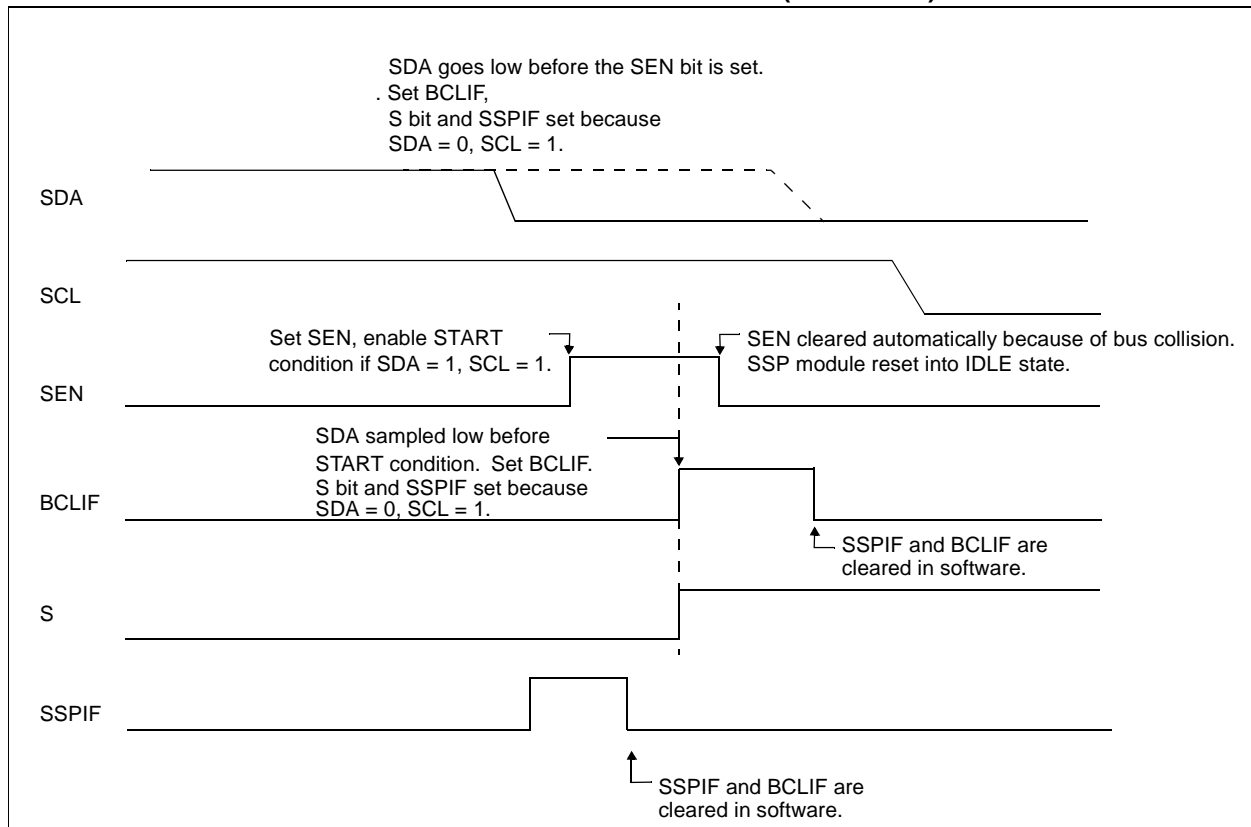 SDA goes low before the SEN bit is set.
. Set BCLIF,
S bit and SSPIF set because
SDA = 0, SCL = 1.
SDA
SCL
Set SEN, enable START
condition if SDA = 1, SCL = 1.
SEN cleared automatically because of bus collision.
SSP module reset into IDLE state.
SEN
SDA sampled low before
START condition. Set BCLIF.
S bit and SSPIF set because
SDA = 0, SCL = 1.
BCLIF
SSPIF and BCLIF are
cleared in software.
S
SSPIF
SSPIF and BCLIF are
cleared in software.